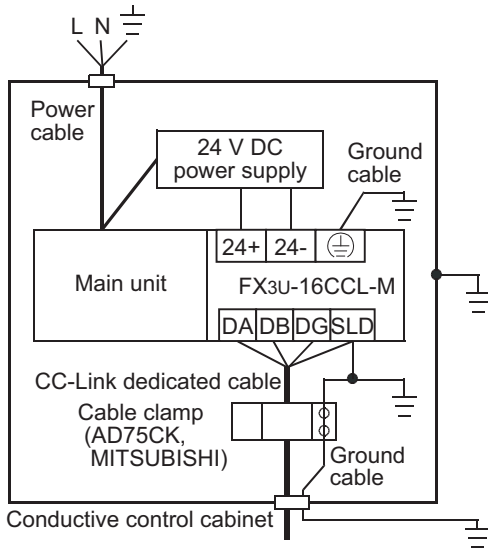 L N
Power
cable
24 V DC
power supply
Ground
cable
24+ 24-
Main unit
FX3U-16CCL-M
DA DB DG SLD
CC-Link dedicated cable
Cable clamp
(AD75CK,
MITSUBISHI)
Ground
cable
Conductive control cabinet